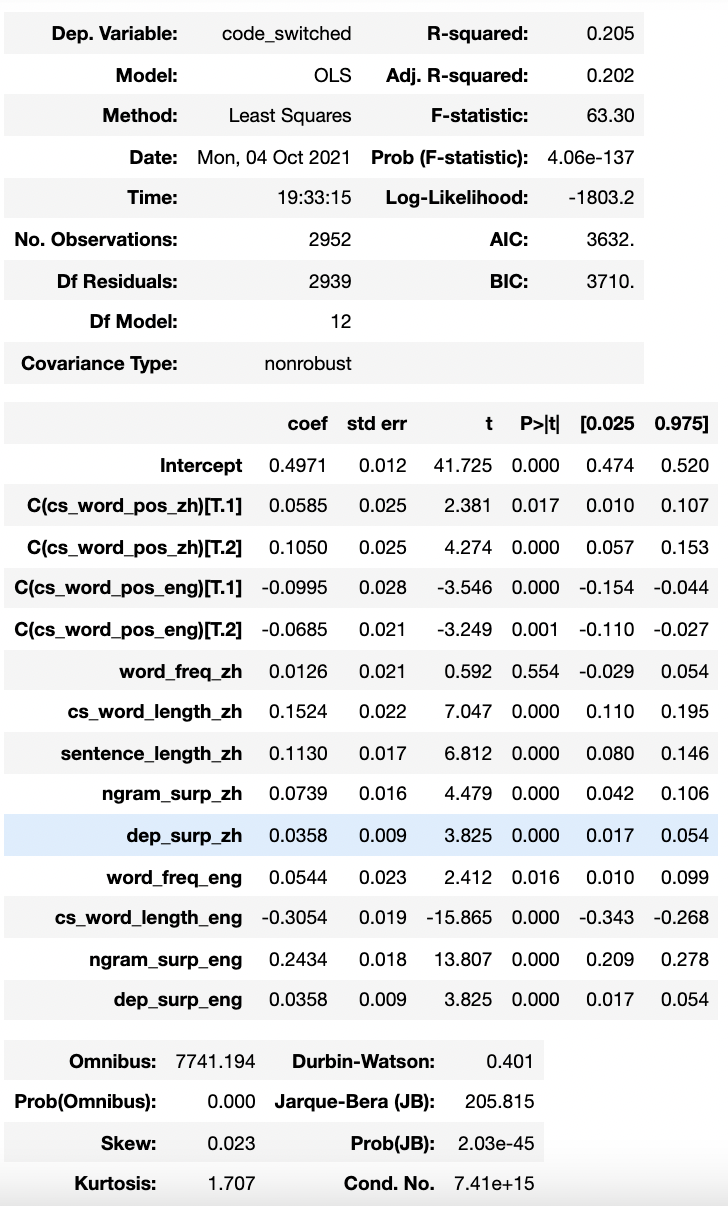 Dep. Variable: code_switched R-squared: 0.205
Model: OLS Adj. R-squared: 0.202
Method: Least Squares F-statistic: 63.30
Date: Mon, 04 Oct 2021 Prob (F-statistic): 4.06e-137
Time: 19:33:15 Log-Likelihood: -1803.2
No. Observations: 2952 AIC: 3632.
Df Residuals: 2939 BIC: 3710.
Df Model: 12
Covariance Type: nonrobust
coef std err t P>|t| [0.025 0.975]
Intercept 0.4971 0.012 41.725 0.000 0.474 0.520
C(cs_word_pos_zh)[T.1] 0.0585 0.025 2.381 0.017 0.010 0.107
C(cs_word_pos_zh)[T.2] 0.1050 0.025 4.274 0.000 0.057 0.153
C(cs_word_pos_eng)[T.1] -0.0995 0.028 -3.546 0.000 -0.154 -0.044
C(cs_word_pos_eng)[T.2] -0.0685 0.021 -3.249 0.001 -0.110 -0.027
word_freq_zh 0.0126 0.021 0.592 0.554 -0.029 0.054
cs_word_length_zh 0.1524 0.022 7.047 0.000 0.110 0.195
sentence_length_zh 0.1130 0.017 6.812 0.000 0.080 0.146
ngram_surp_zh 0.0739 0.016 4.479 0.000 0.042 0.106
dep_surp_zh 0.0358 0.009 3.825 0.000 0.017 0.054
word_freq_eng 0.0544 0.023 2.412 0.016 0.010 0.099
cs_word_length_eng -0.3054 0.019 -15.865 0.000 -0.343 -0.268
ngram_surp_eng 0.2434 0.018 13.807 0.000 0.209 0.278
dep_surp_eng 0.0358 0.009 3.825 0.000 0.017 0.054
Omnibus: 7741.194 Durbin-Watson: 0.401
Prob(Omnibus): 0.000 Jarque-Bera (JB): 205.815
Skew: 0.023 Prob(JB): 2.03e-45
Kurtosis: 1.707 Cond. No. 7.41e+15